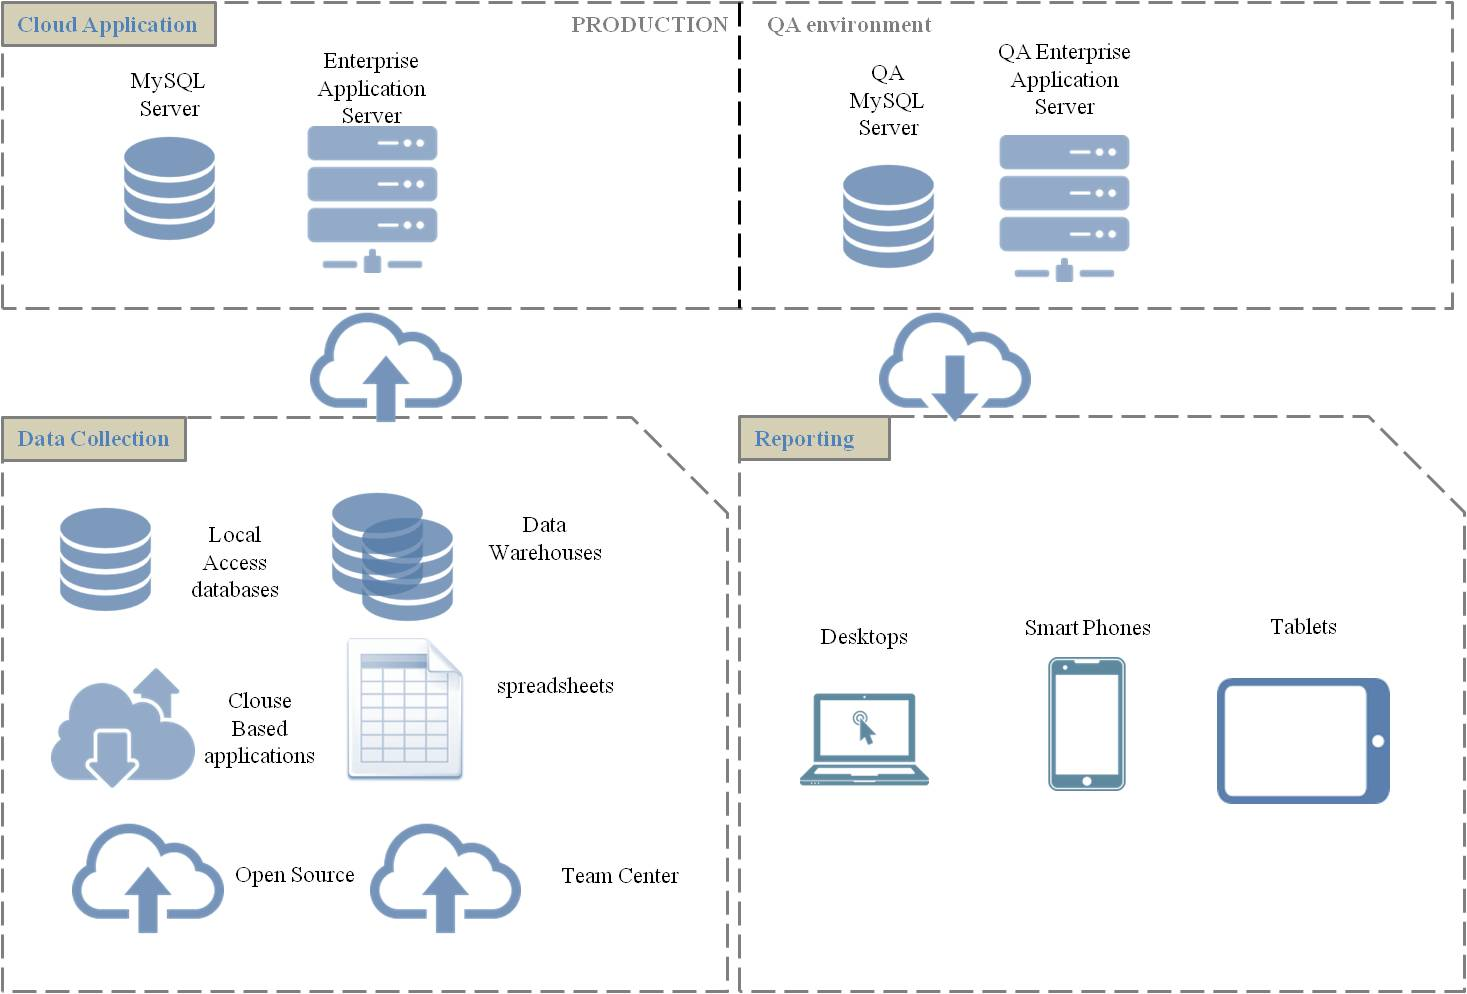 Cloud Application
PRODUCTION
QA environment
MySQL
Server
Enterprise
Application
Server
QA
MySQL
Server
QA Enterprise
Application
Server
Data Collection
Reporting
Local
Access
databases
Data
Warehouses
Clouse
Based
applications
spreadsheets
Open Source
Team Center
Desktops
Smart Phones
Tablets